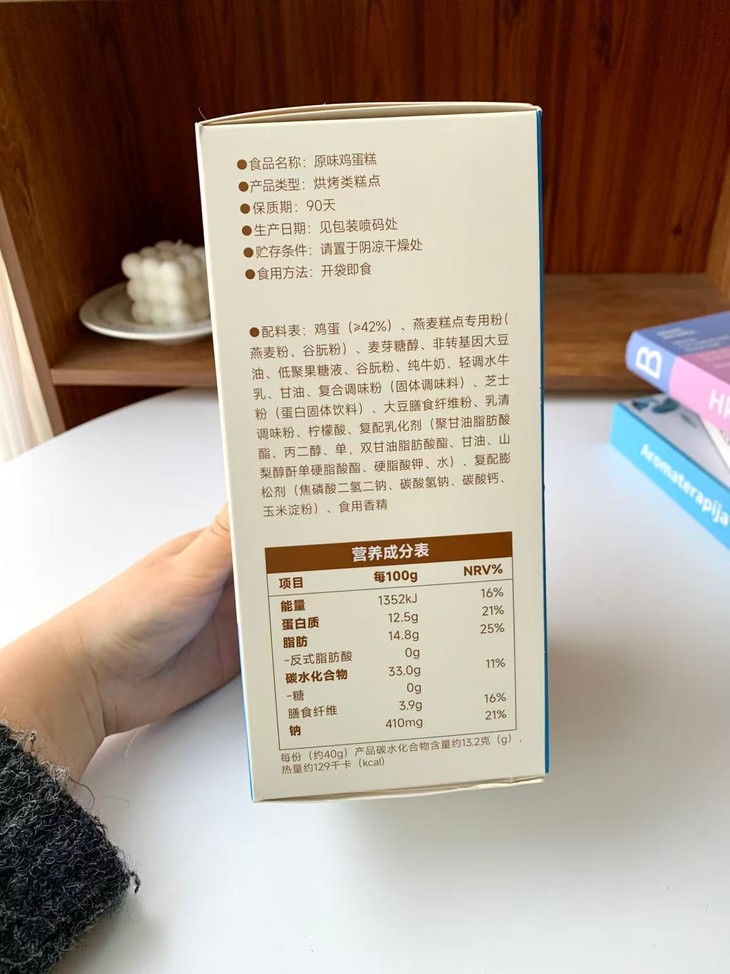 ●食品名称：原味鸡蛋糕
●产品类型：烘烤类糕点
●保质期：90天
●生产日期：见包装喷码处
●贮存条件：请置于阴凉干燥处
●食用方法：开袋即食
●配料表：鸡蛋（≥42%）、燕麦糕点专用粉（
燕麦粉、谷朊粉）、麦芽糖醇、非转基因大豆
油、低聚果糖液、谷朊粉、纯牛奶、轻调水牛
乳、甘油、复合调味粉（固体调味料）、芝士
粉（蛋白固体饮料）、大豆膳食纤维粉、乳清
调味粉、柠檬酸、复配乳化剂（聚甘油脂肪酸
酯、丙二醇、单，双甘油脂肪酸酯、甘油、山
梨醇酐单硬脂酸酯、硬脂酸钾、水）、复配膨
松剂（焦磷酸二氢二钠、碳酸氢钠、碳酸钙、
玉米淀粉）、食用香精
营养成分表
项目 每100g NRV%
能量 1352kJ 16%
蛋白质 12.5g 21%
脂肪 14.8g 25%
-反式脂肪酸 0g
碳水化合物 33.0g 11%
-糖 0g
膳食纤维 3.9g 16%
钠 410mg 21%
每份（约40g）产品碳水化合物含量约13.2克（g），
热量约129千卡（kcal）
B
Aromaterapija